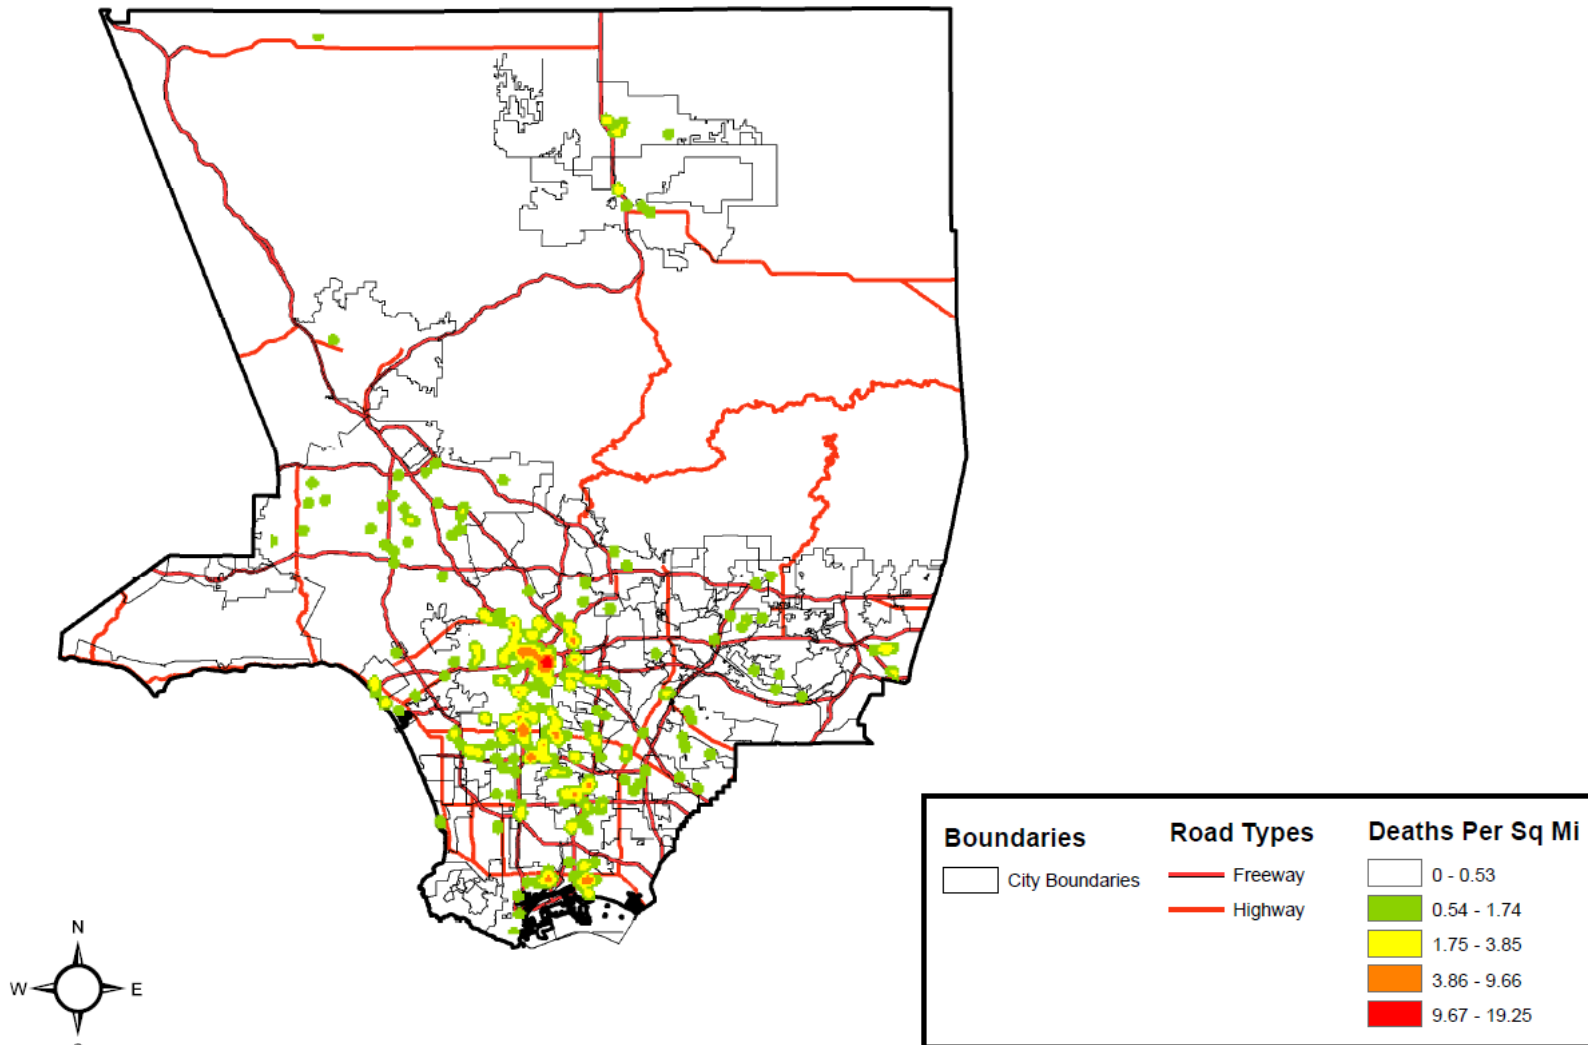 Boundaries
City Boundaries
Road Types
Freeway
Highway
Deaths Per Sq Mi
0 - 0.53
0.54 - 1.74
1.75 - 3.85
3.86 - 9.66
9.67 - 19.25
N
W
E